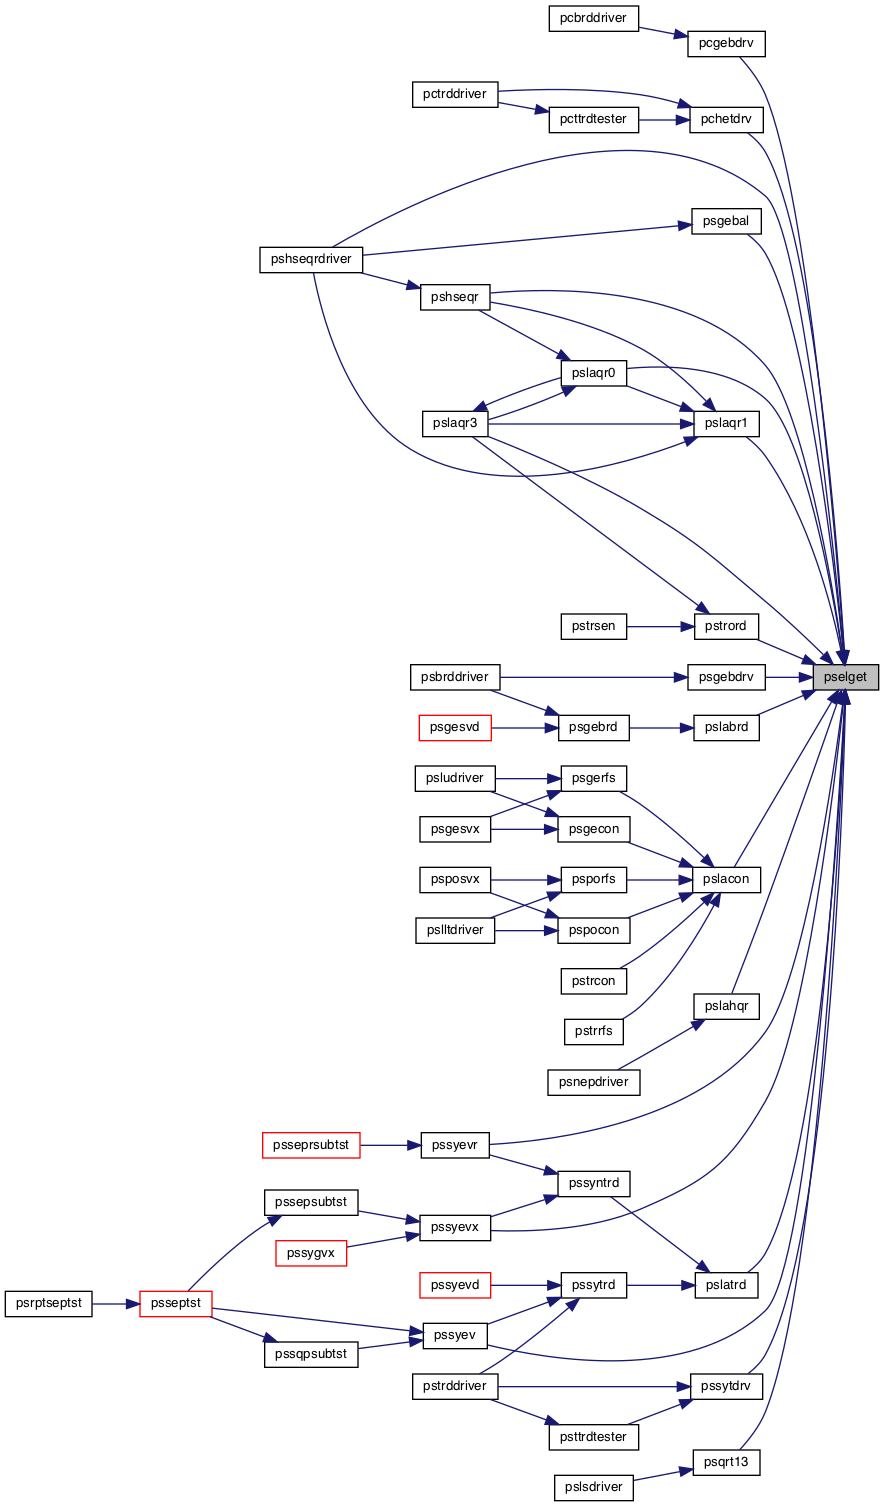 pcbrddriver
pcgebdrv
pctrddriver
pcttrdtester
pchetdrv
psgebal
pshseqrdriver
pshseqr
pslaqr0
pslaqr3
pslaqr1
pstrsen
pstrord
psbrddriver
psgebdrv
pselget
psgesvd
psgebrd
pslabrd
psludriver
psgerfs
psgesvx
psgecon
psposvx
psporfs
pslacon
pslltdriver
pspocon
pstrcon
pslahqr
pstrrfs
psnepdriver
psseprsubtst
pssyevr
pssyntrd
pssepsubtst
pssyevx
pssygvx
pssyevd
pssytrd
pslatrd
psrptseptst
psseptst
pssyev
pssqpsubtst
pstrddriver
pssytdrv
psttrdtester
psqrt13
pslsdriver